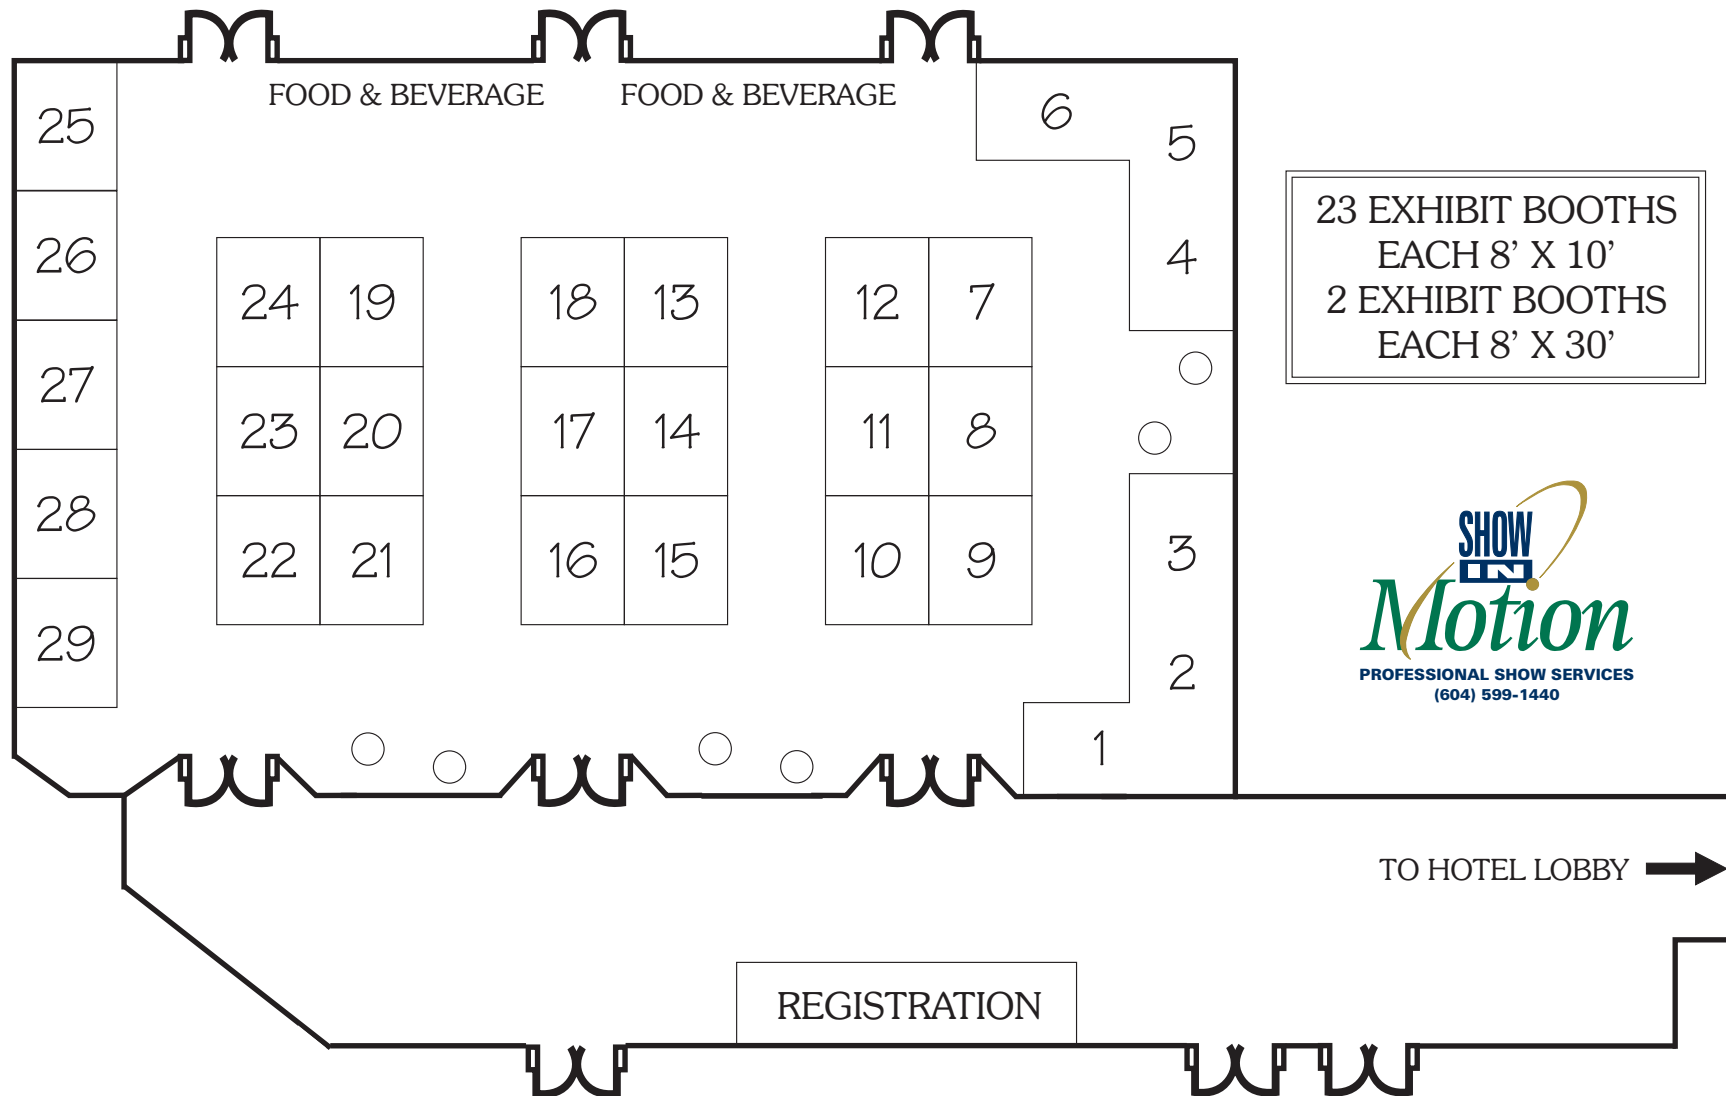 FOOD & BEVERAGE FOOD & BEVERAGE
25
6
5
23 EXHIBIT BOOTHS
EACH 8’ X 10’
2 EXHIBIT BOOTHS
EACH 8’ X 30’
26
4
24 19 18 13 12 7
27
23 20 17 14 11 8
28
22 21 16 15 10 9
3
29
2
1
SHOW
IN
Motion
PROFESSIONAL SHOW SERVICES
(604) 599-1440
TO HOTEL LOBBY
REGISTRATION